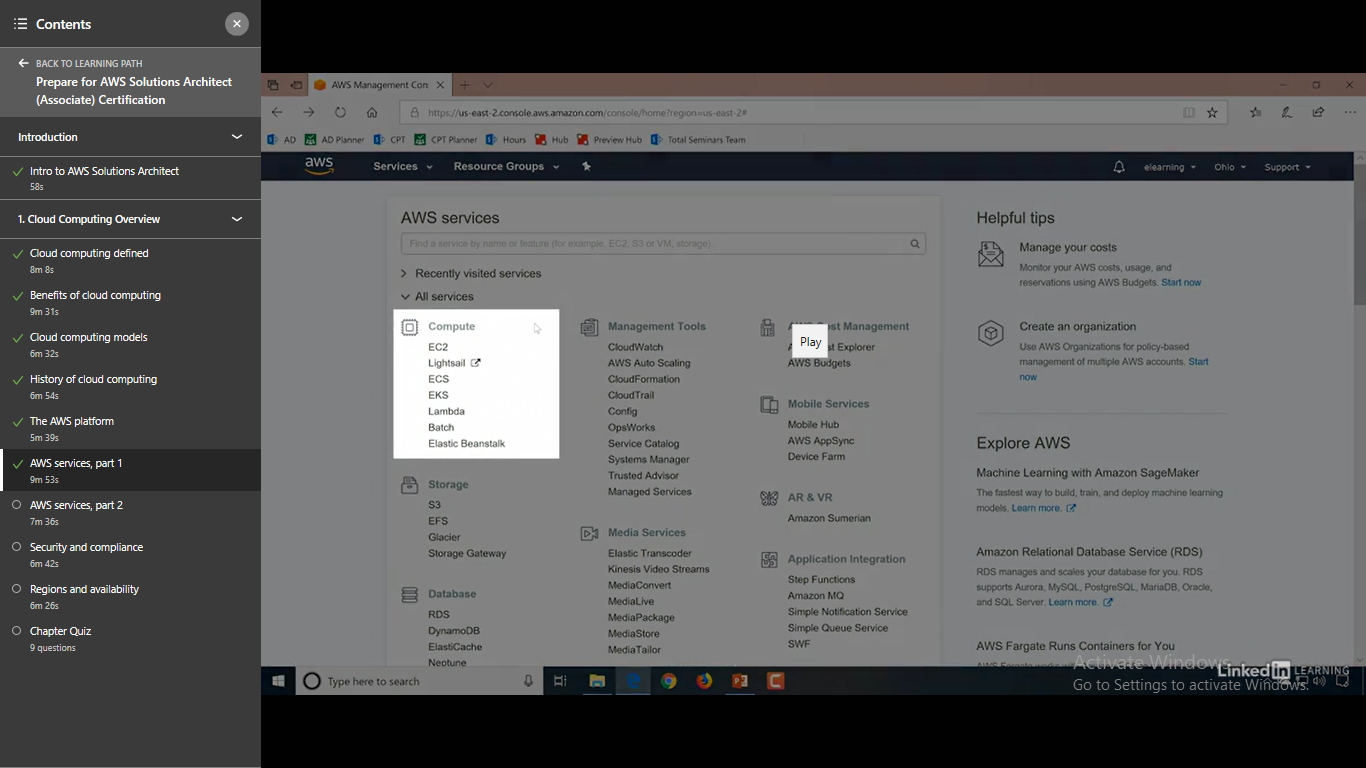 Contents
BACK TO LEARNING PATH
Prepare for AWS Solutions Architect
(Associate) Certification
Introduction
Intro to AWS Solutions Architect
58s
1. Cloud Computing Overview
Cloud computing defined
8m 8s
Benefits of cloud computing
9m 31s
Cloud computing models
6m 32s
History of cloud computing
6m 54s
The AWS platform
5m 39s
AWS services, part 1
9m 53s
AWS services, part 2
7m 36s
Security and compliance
6m 42s
Regions and availability
6m 26s
Chapter Quiz
9 questions
AWS Management Con
https://us-east-2.console.aws.amazon.com/console/home?region=us-east-2#
AD AD Planner CPT CPT Planner Hours Hub Preview Hub Total Seminars Team
aws Services Resource Groups elearning Ohio Support
AWS services
Find a service by name or feature (for example, EC2, S3 or VM, storage).
Recently visited services
All services
Compute
EC2
Lightsail
ECS
EKS
Lambda
Batch
Elastic Beanstalk
Storage
S3
EFS
Glacier
Storage Gateway
Database
RDS
DynamoDB
ElastiCache
Neptune
Management Tools
CloudWatch
AWS Auto Scaling
CloudFormation
CloudTrail
Config
OpsWorks
Service Catalog
Systems Manager
Trusted Advisor
Managed Services
Media Services
Elastic Transcoder
Kinesis Video Streams
MediaConvert
MediaLive
MediaPackage
MediaStore
MediaTailor
Cost Management
Play
Explorer
AWS Budgets
Mobile Services
Mobile Hub
AWS AppSync
Device Farm
AR & VR
Amazon Sumerian
Application Integration
Step Functions
Amazon MQ
Simple Notification Service
Simple Queue Service
SWF
Helpful tips
Manage your costs
Monitor your AWS costs, usage, and
reservations using AWS Budgets. Start now
Create an organization
Use AWS Organizations for policy-based
management of multiple AWS accounts. Start
now
Explore AWS
Machine Learning with Amazon SageMaker
The fastest way to build, train, and deploy machine learning
models. Learn more.
Amazon Relational Database Service (RDS)
RDS manages and scales your database for you. RDS
supports Aurora, MySQL, PostgreSQL, MariaDB, Oracle,
and SQL Server. Learn more.
AWS Fargate Runs Containers for You
Activate Windows
Go to Settings to activate Windows.
Linked in LEARNING
Type here to search